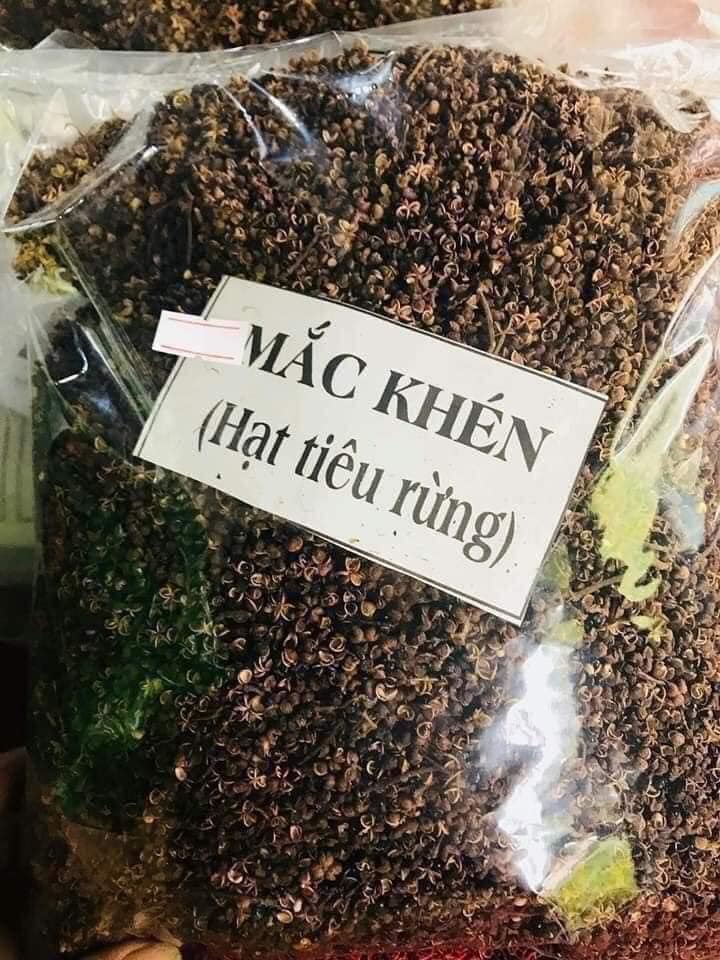 MẮC KHÉN
(Hạt tiêu rừng)